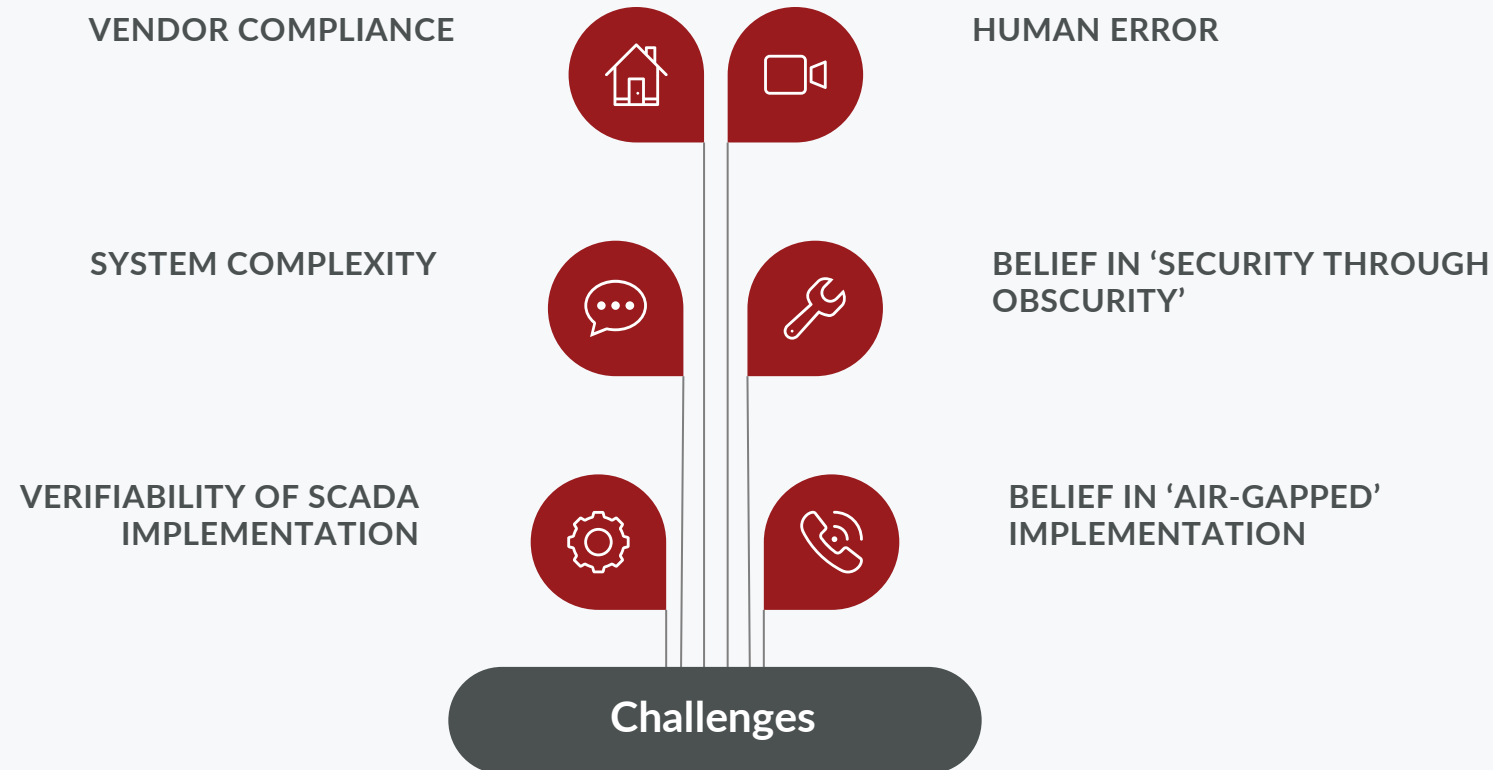 VENDOR COMPLIANCE
HUMAN ERROR
SYSTEM COMPLEXITY
BELIEF IN ‘SECURITY THROUGH
OBSCURITY’
VERIFIABILITY OF SCADA
IMPLEMENTATION
BELIEF IN ‘AIR-GAPPED’
IMPLEMENTATION
Challenges